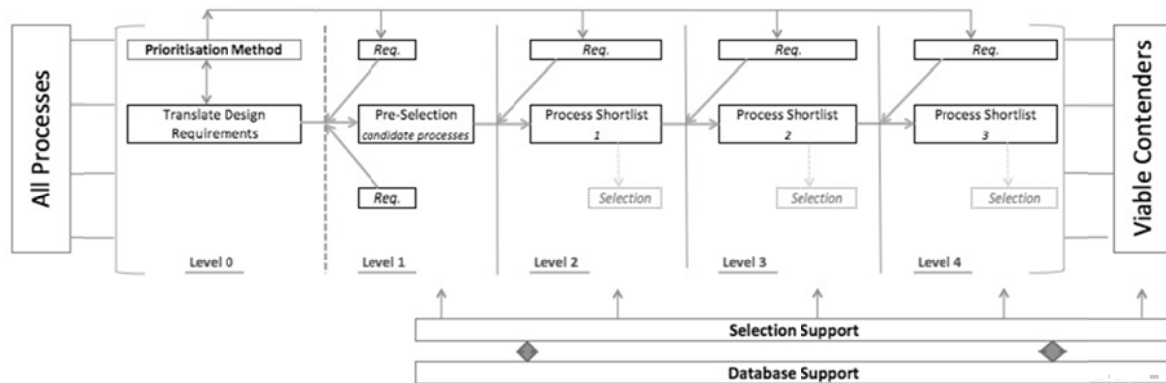 All Processes
Prioritisation Method
Translate Design
Requirements
Level 0
Req.
Pre-Selection
candidate processes
Req.
Level 1
Req.
Process Shortlist
1
Selection
Level 2
Req.
Process Shortlist
2
Selection
Level 3
Req.
Process Shortlist
3
Selection
Level 4
Viable Contenders
Selection Support
Database Support